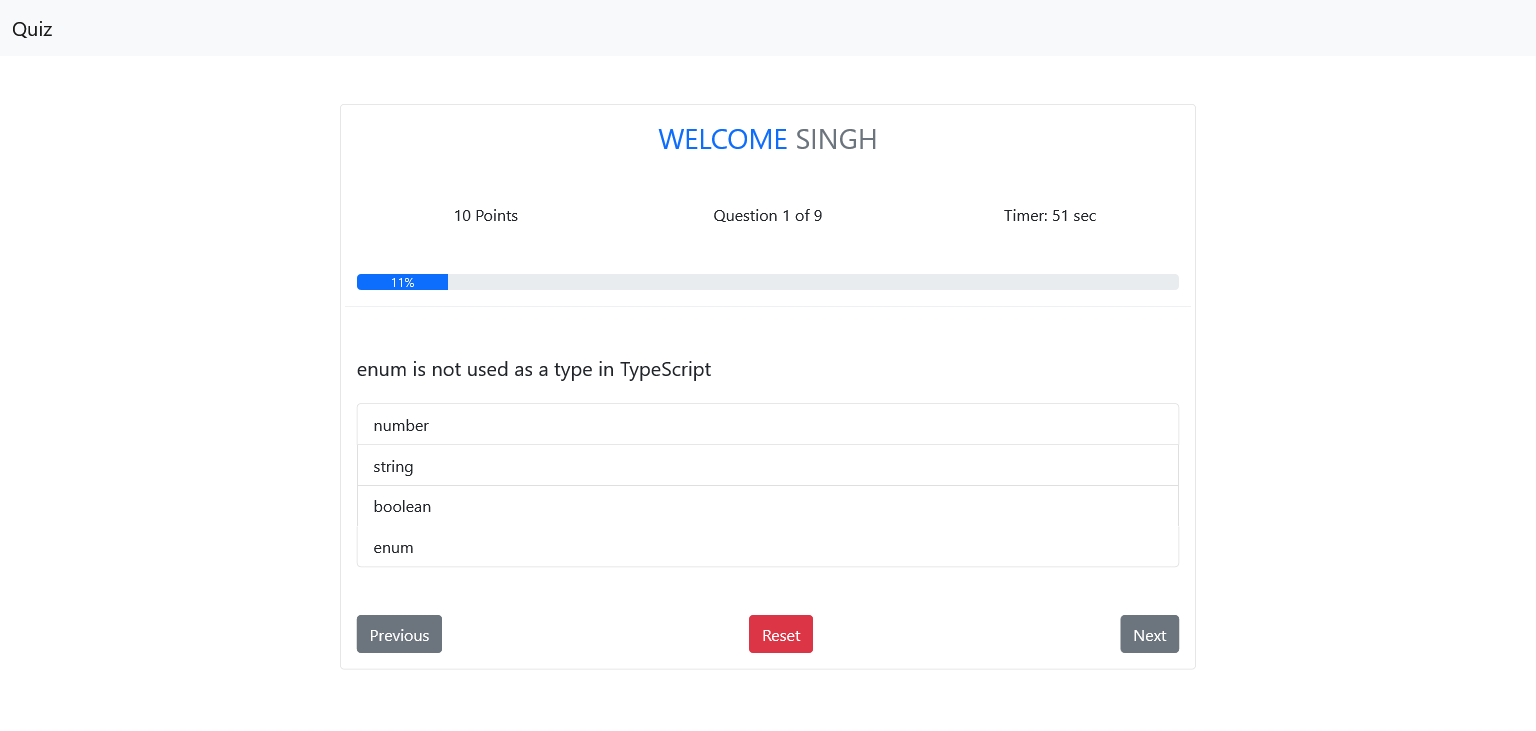 Quiz
WELCOME SINGH
10 Points
Question 1 of 9
Timer: 51 sec
11%
enum is not used as a type in TypeScript
number
string
boolean
enum
Previous
Reset
Next